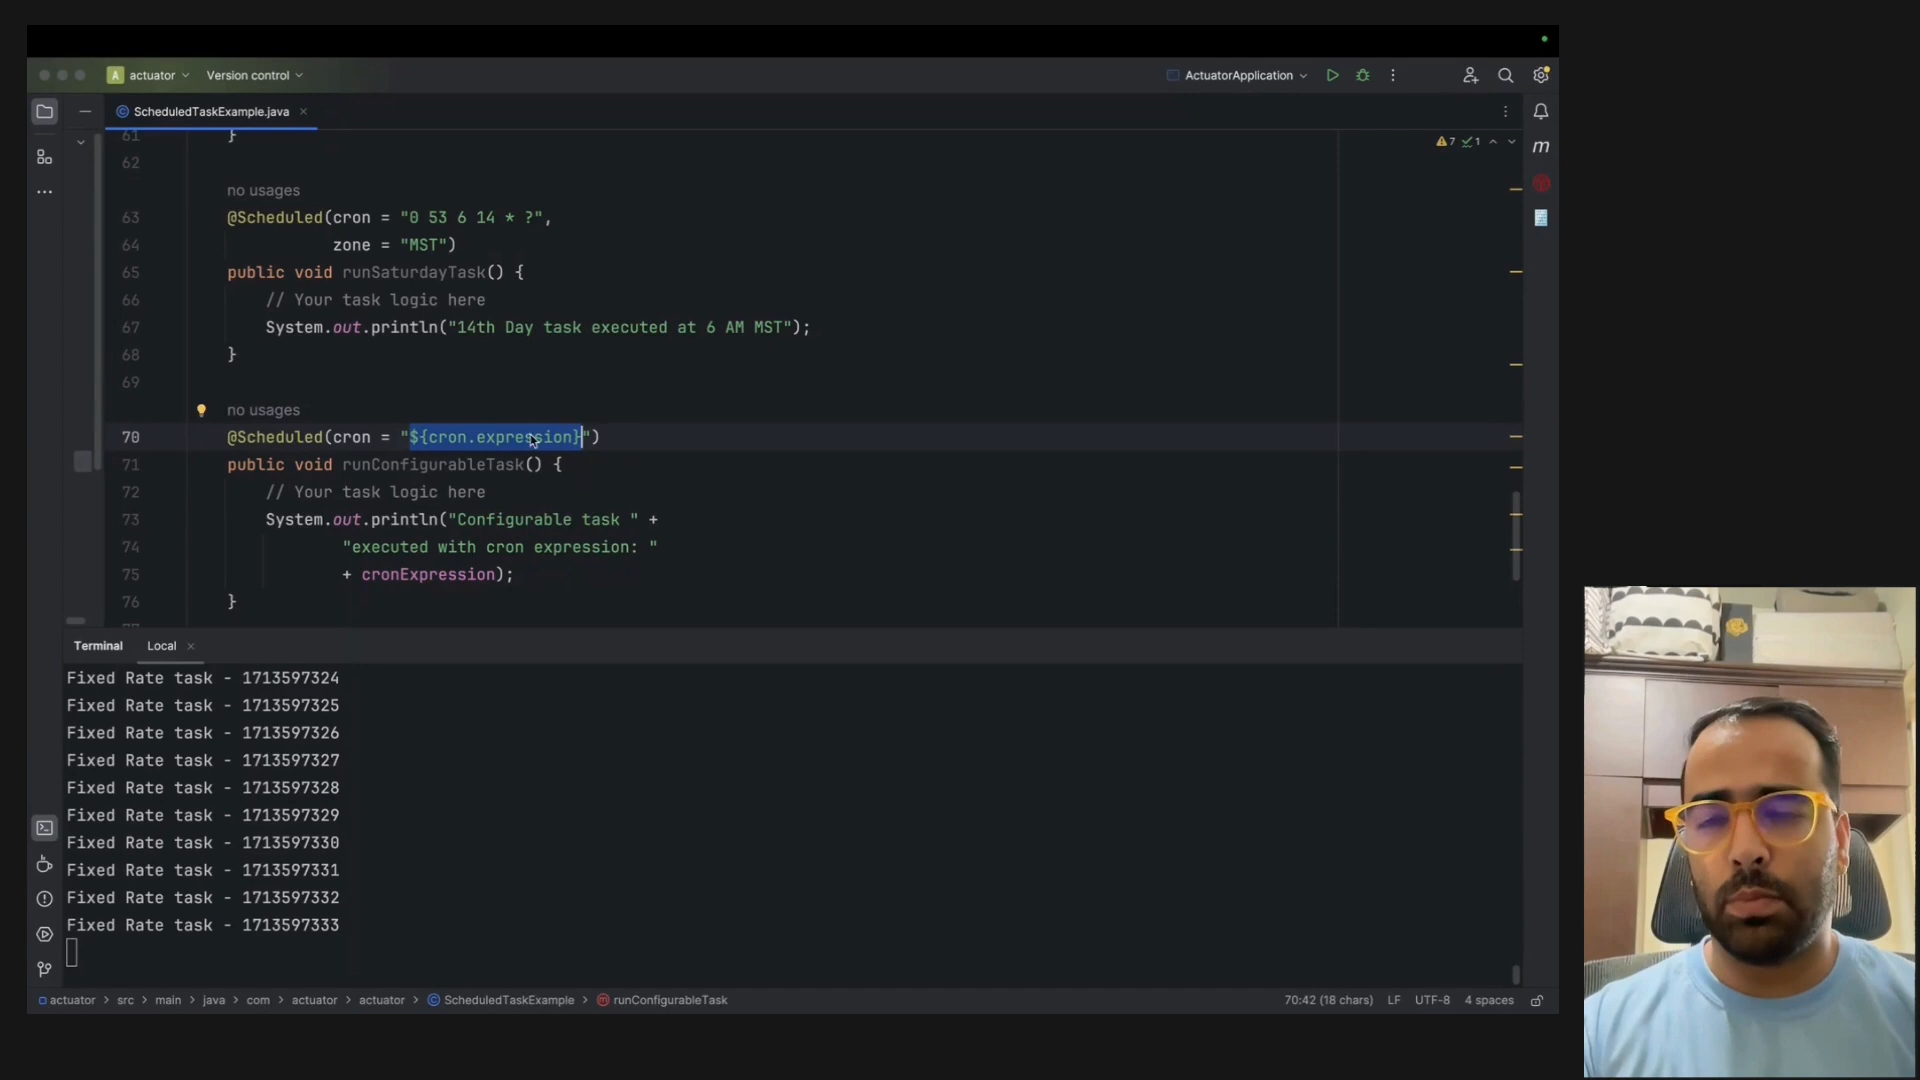 A actuator Version control ActuatorApplication
ScheduledTaskExample.java
61 }
7 1
62
no usages
63 @Scheduled(cron = "0 53 6 14 * ?",
64 zone = "MST")
65 public void runSaturdayTask() {
66 // Your task logic here
67 System.out.println("14th Day task executed at 6 AM MST");
68 }
69
no usages
70 @Scheduled(cron = "${cron.expression}")
71 public void runConfigurableTask() {
72 // Your task logic here
73 System.out.println("Configurable task " +
74 "executed with cron expression: "
75 + cronExpression);
76 }
Terminal Local
Fixed Rate task - 1713597324
Fixed Rate task - 1713597325
Fixed Rate task - 1713597326
Fixed Rate task - 1713597327
Fixed Rate task - 1713597328
Fixed Rate task - 1713597329
Fixed Rate task - 1713597330
Fixed Rate task - 1713597331
Fixed Rate task - 1713597332
Fixed Rate task - 1713597333
actuator > src > main > java > com > actuator > actuator > ScheduledTaskExample > runConfigurableTask 70:42 (18 chars) LF UTF-8 4 spaces